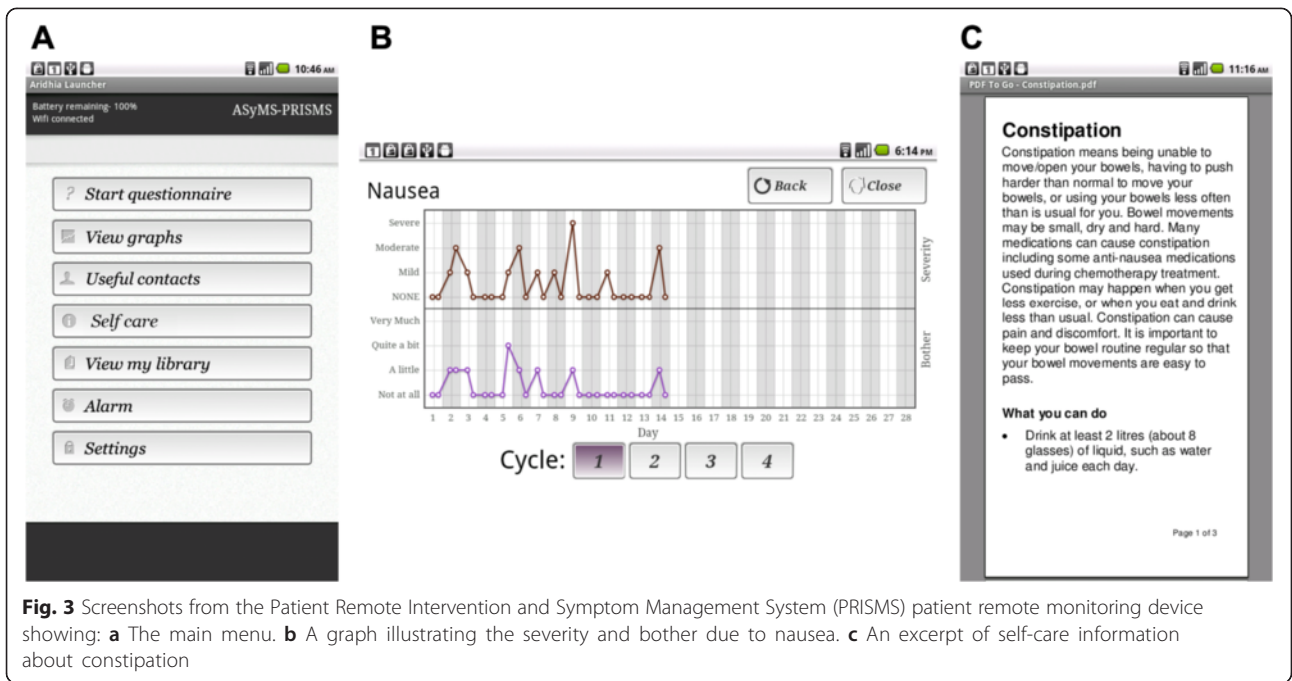 A
10:46 AM
Aridhia Launcher
Battery remaining- 100%
Wifi connected
ASyMS-PRISMS
? Start questionnaire
View graphs
Useful contacts
Self care
View my library
Alarm
Settings
B
6:14 PM
Nausea
Back
Close
Severe
Moderate
Mild
NONE
Severity
Very Much
Quite a bit
A little
Not at all
Bother
1 2 3 4 5 6 7 8 9 10 11 12 13 14 15 16 17 18 19 20 21 22 23 24 25 26 27 28
Day
Cycle: 1 2 3 4
C
11:16 AM
PDF To Go - Constipation.pdf
Constipation
Constipation means being unable to
move/open your bowels, having to push
harder than normal to move your
bowels, or using your bowels less often
than is usual for you. Bowel movements
may be small, dry and hard. Many
medications can cause constipation
including some anti-nausea medications
used during chemotherapy treatment.
Constipation may happen when you get
less exercise, or when you eat and drink
less than usual. Constipation can cause
pain and discomfort. It is important to
keep your bowel routine regular so that
your bowel movements are easy to
pass.
What you can do
• Drink at least 2 litres (about 8
glasses) of liquid, such as water
and juice each day.
Page 1 of 3
Fig. 3 Screenshots from the Patient Remote Intervention and Symptom Management System (PRISMS) patient remote monitoring device
showing: a The main menu. b A graph illustrating the severity and bother due to nausea. c An excerpt of self-care information
about constipation